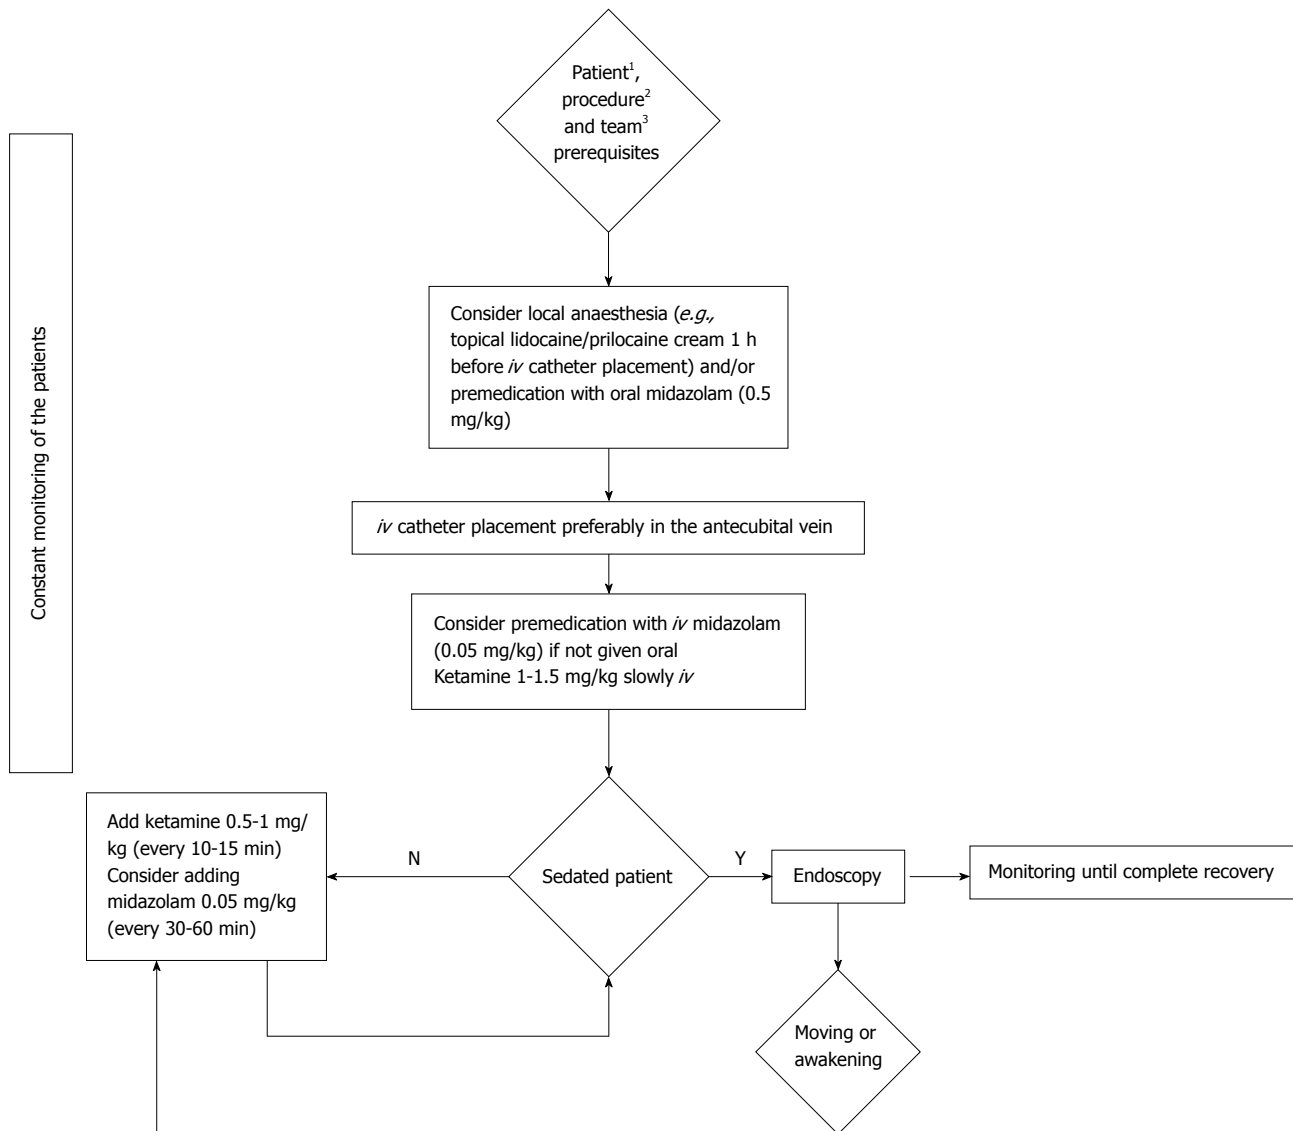 Patient¹,
procedure²
and team³
prerequisites
Constant monitoring of the patients
Consider local anaesthesia (e.g.,
topical lidocaine/prilocaine cream 1 h
before iv catheter placement) and/or
premedication with oral midazolam (0.5
mg/kg)
iv catheter placement preferably in the antecubital vein
Consider premedication with iv midazolam
(0.05 mg/kg) if not given oral
Ketamine 1-1.5 mg/kg slowly iv
Add ketamine 0.5-1 mg/
kg (every 10-15 min)
Consider adding
midazolam 0.05 mg/kg
(every 30-60 min)
N
Sedated patient
Y
Endoscopy
Monitoring until complete recovery
Moving or
awakening